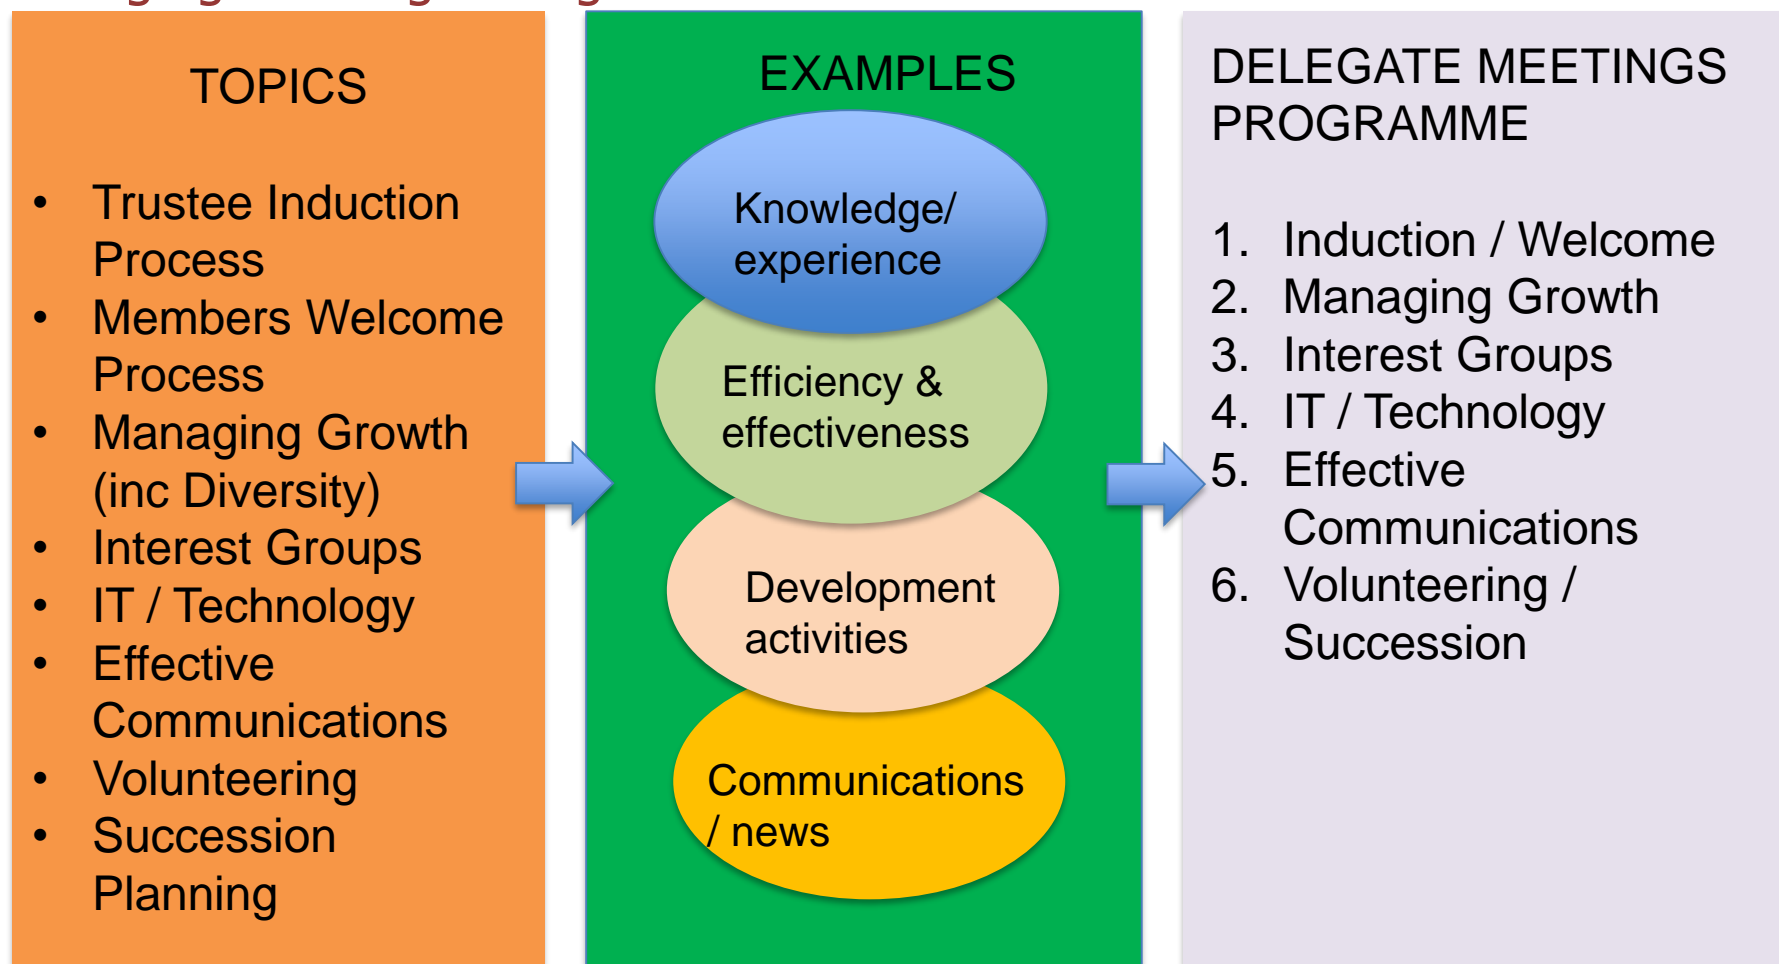 TOPICS
• Trustee Induction
Process
• Members Welcome
Process
• Managing Growth
(inc Diversity)
• Interest Groups
• IT / Technology
• Effective
Communications
• Volunteering
• Succession
Planning
EXAMPLES
Knowledge/
experience
Efficiency &
effectiveness
Development
activities
Communications
/ news
DELEGATE MEETINGS
PROGRAMME
1. Induction / Welcome
2. Managing Growth
3. Interest Groups
4. IT / Technology
5. Effective
Communications
6. Volunteering /
Succession